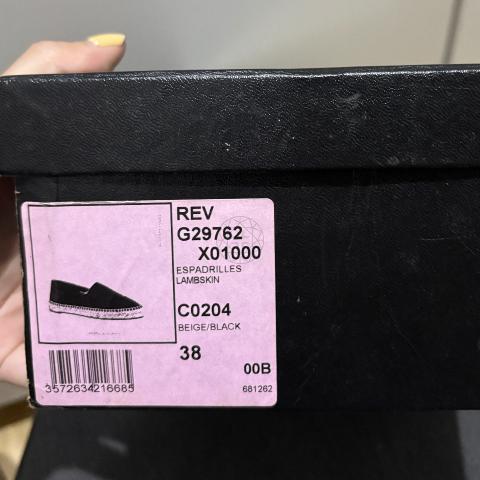 REV
G29762
X01000
ESPADRILLES
LAMBSKIN
C0204
BEIGE/BLACK
38
00B
3572634216685
681262